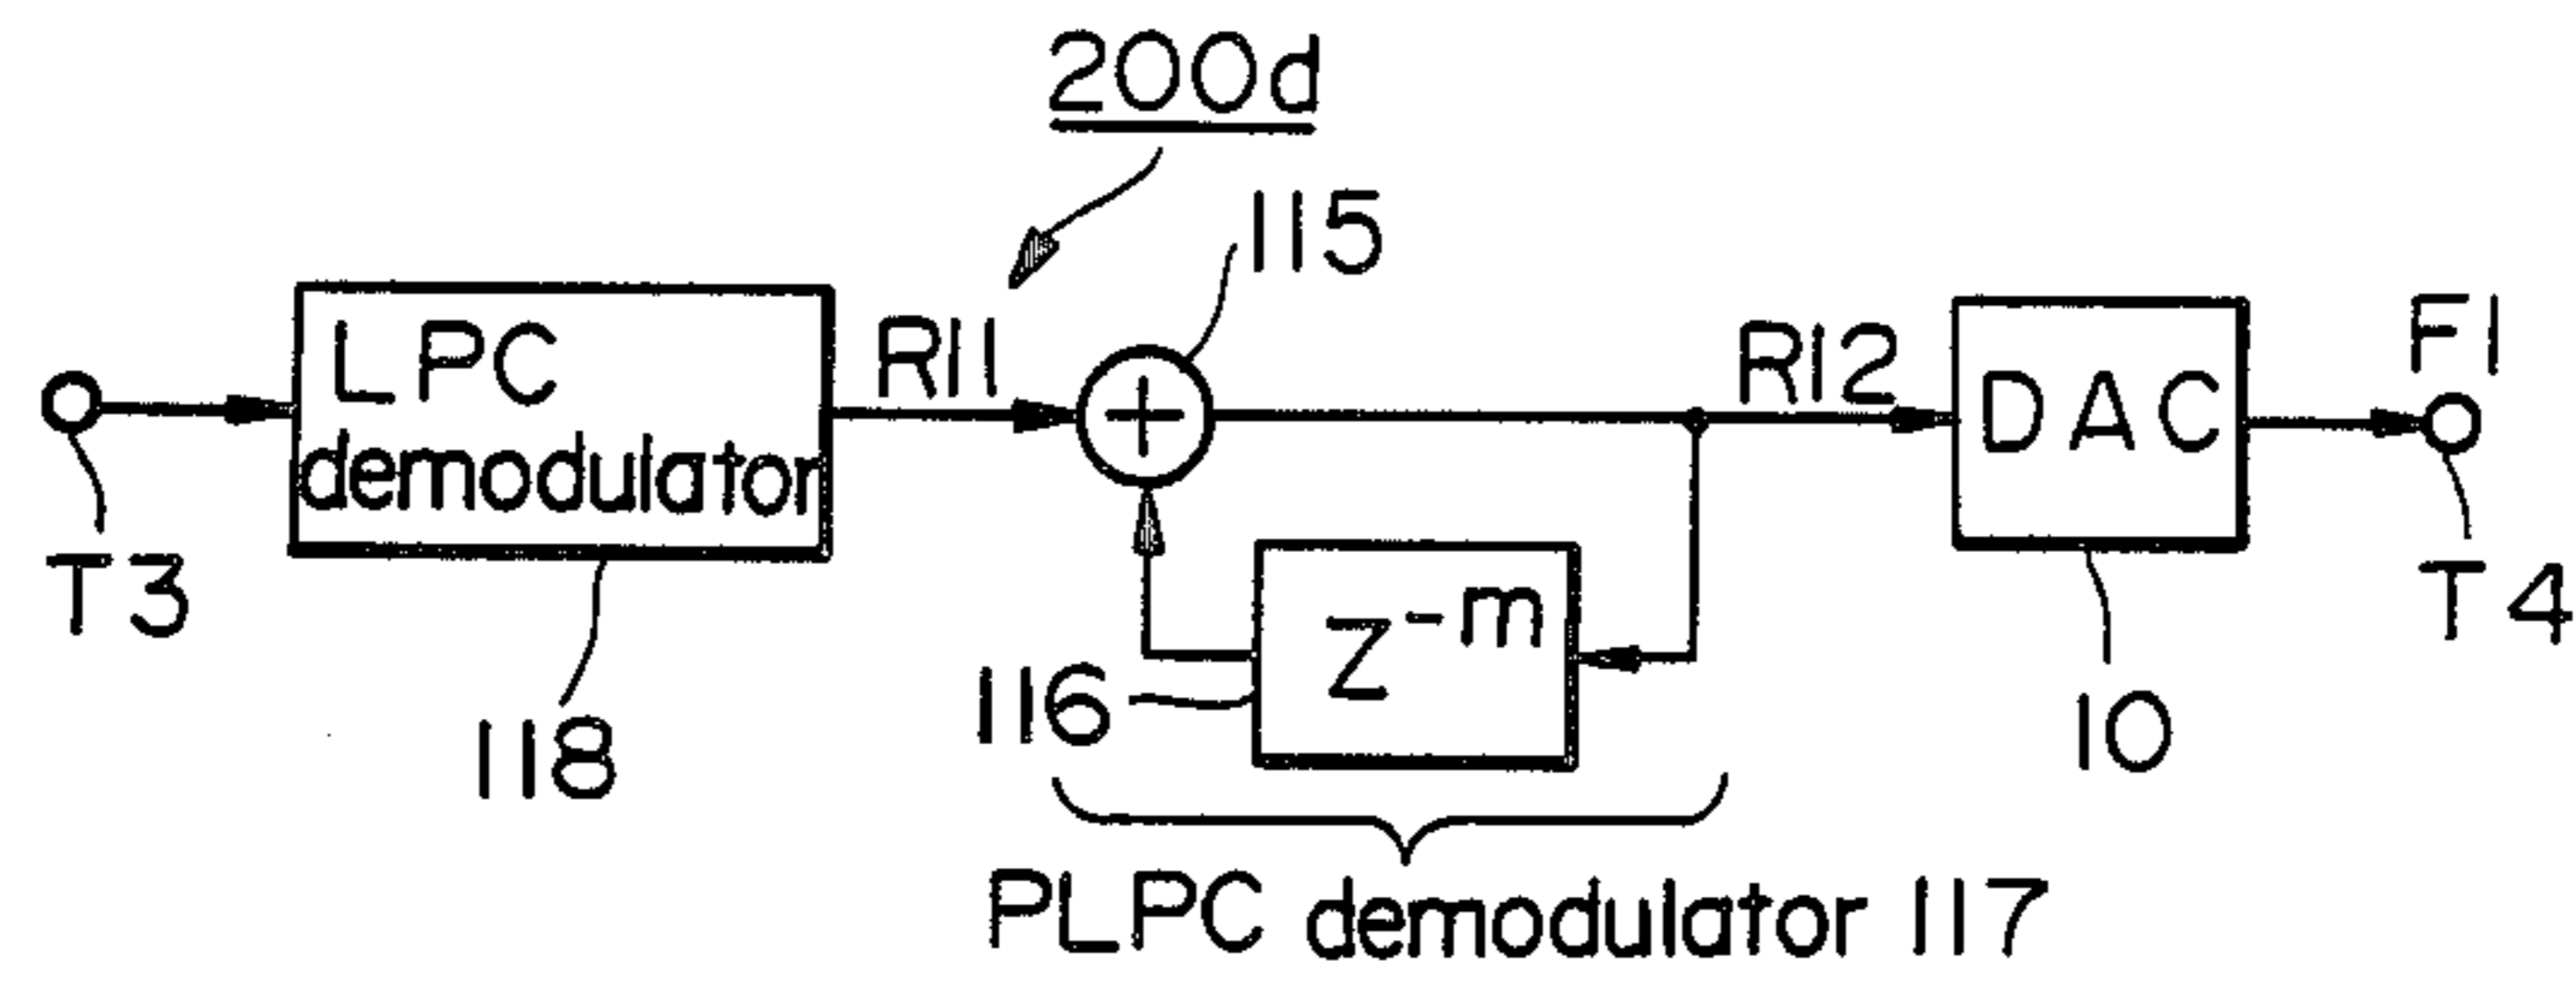 200d
115
LPC
demodulator
R11
+
R12
DAC
F1
T3
T4
Z^-m
116
118
10
PLPC demodulator 117